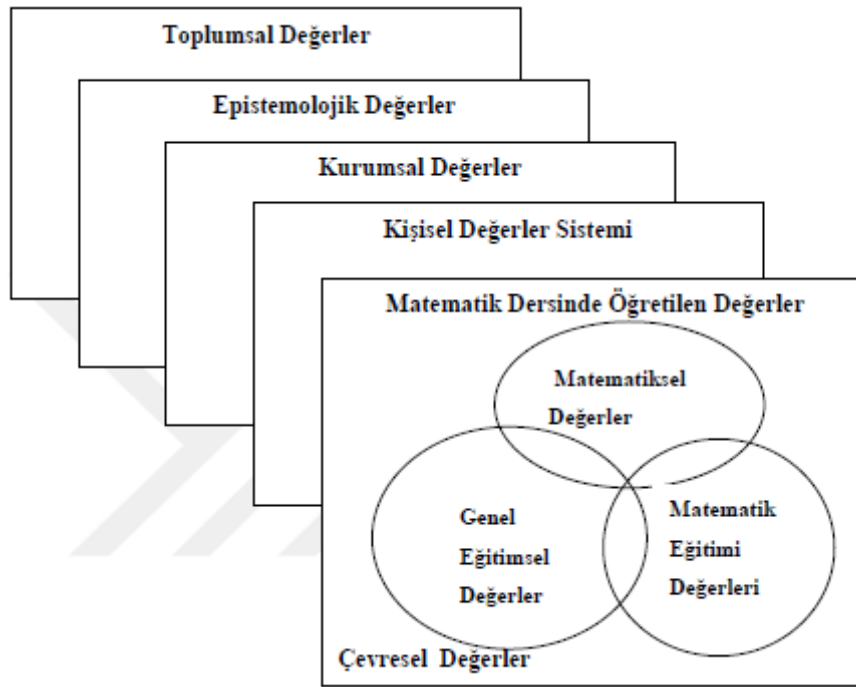 Toplumsal Değerler
Epistemolojik Değerler
Kurumsal Değerler
Kişisel Değerler Sistemi
Matematik Dersinde Öğretilen Değerler
Matematiksel
Değerler
Genel
Eğitimsel
Değerler
Matematik
Eğitimi
Değerleri
Çevresel Değerler